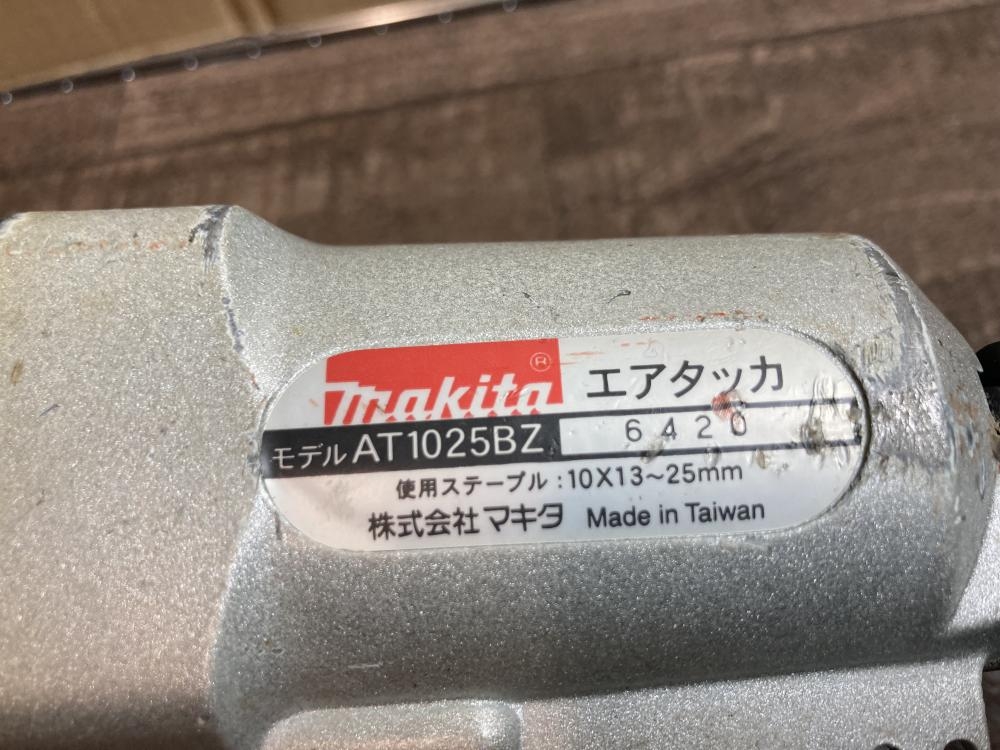 makita® エアタッカ
モデル AT1025BZ 6420
使用ステープル:10X13~25mm
株式会社 マキタ Made in Taiwan